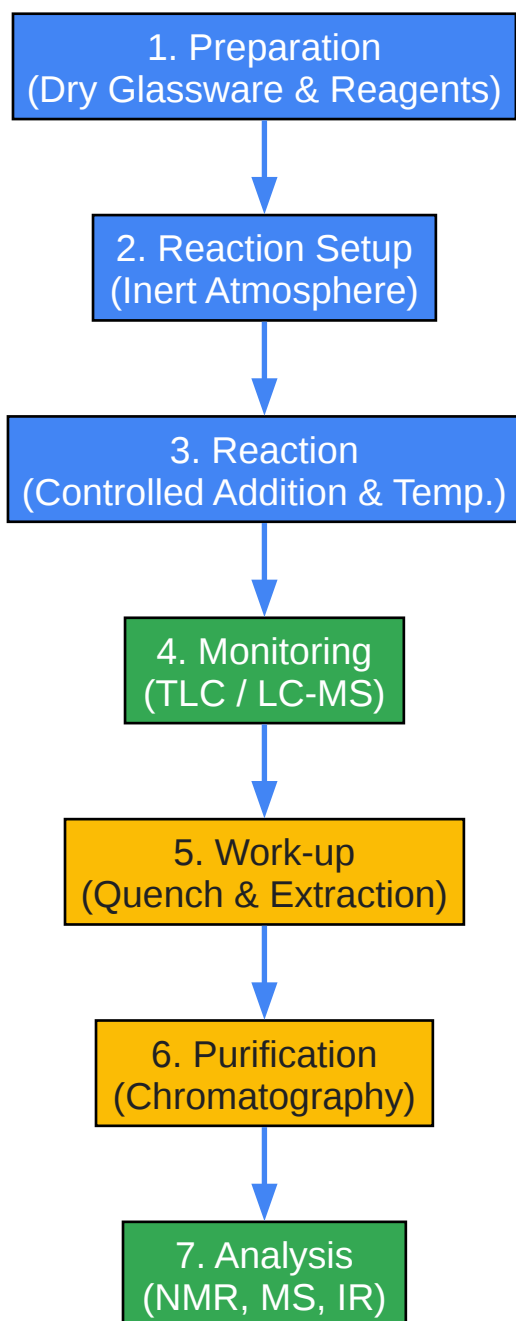 1. Preparation
(Dry Glassware & Reagents)
2. Reaction Setup
(Inert Atmosphere)
3. Reaction
(Controlled Addition & Temp.)
4. Monitoring
(TLC / LC-MS)
5. Work-up
(Quench & Extraction)
6. Purification
(Chromatography)
7. Analysis
(NMR, MS, IR)